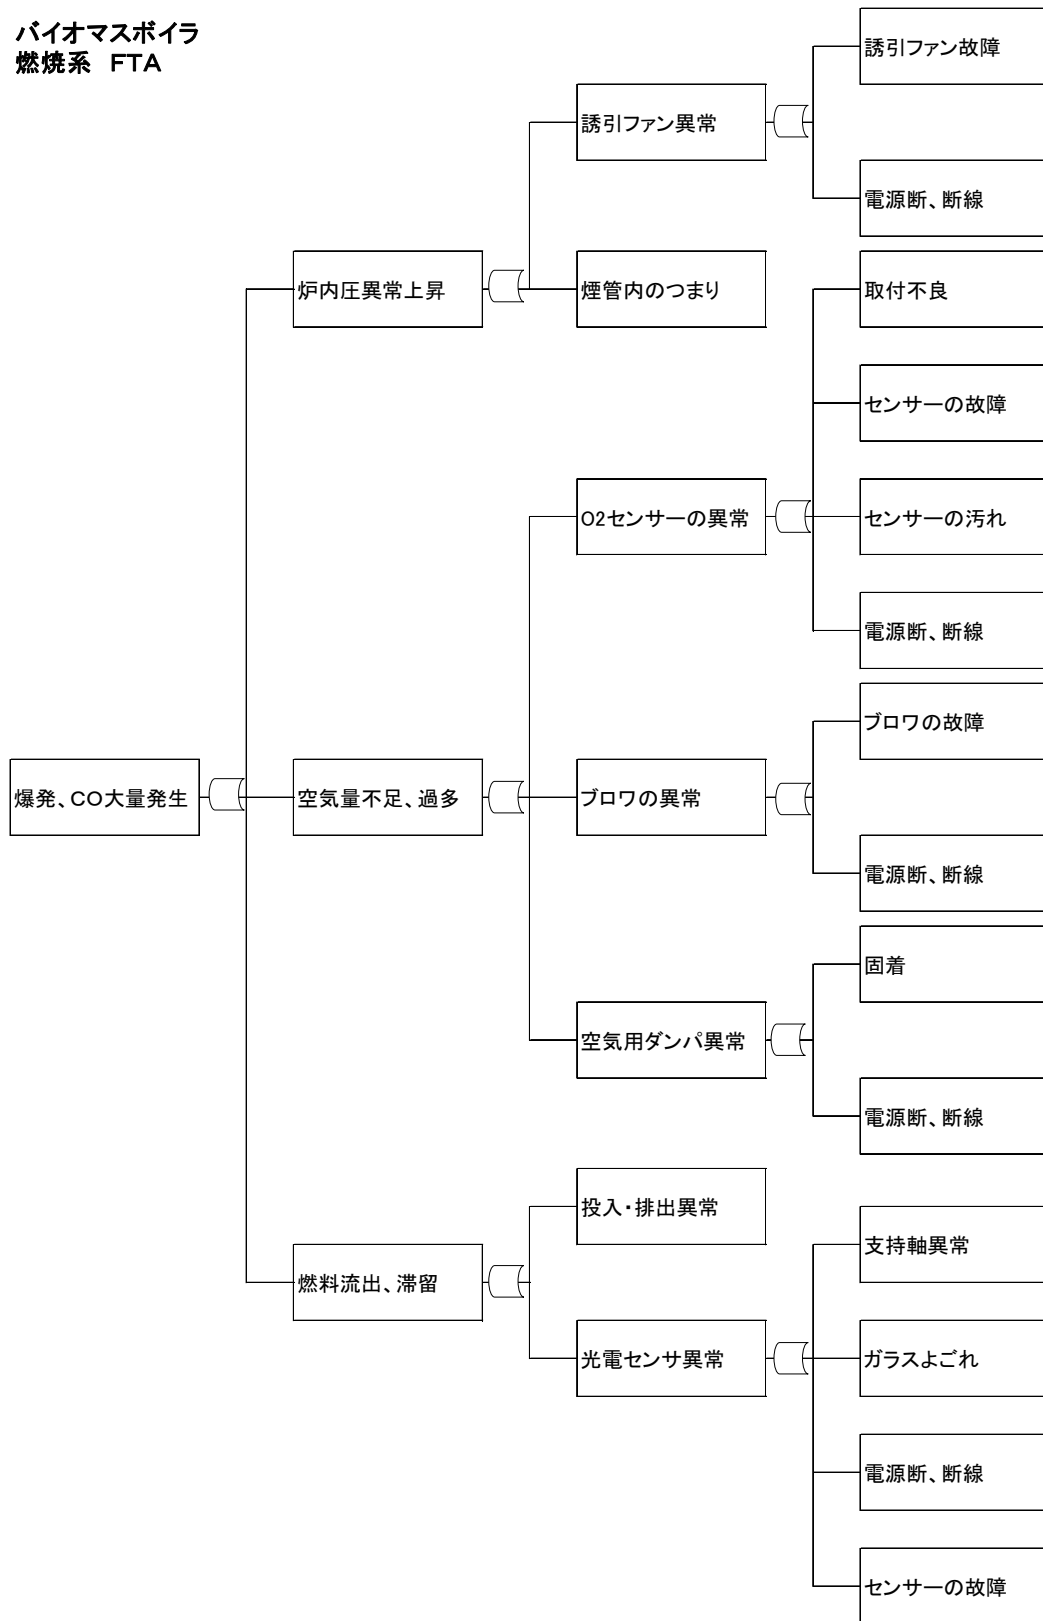 バイオマスボイラ
燃焼系 FTA
誘引ファン故障
誘引ファン異常
電源断、断線
炉内圧異常上昇
煙管内のつまり
取付不良
センサーの故障
O2センサーの異常
センサーの汚れ
電源断、断線
ブロワの故障
爆発、CO大量発生
空気量不足、過多
ブロワの異常
電源断、断線
固着
空気用ダンパ異常
電源断、断線
投入・排出異常
支持軸異常
燃料流出、滞留
光電センサ異常
ガラスよごれ
電源断、断線
センサーの故障